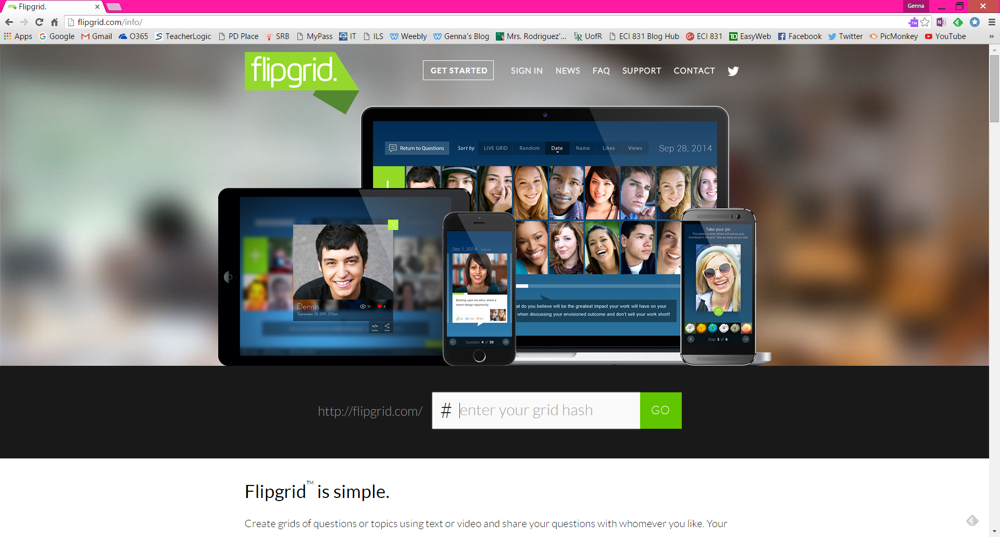 Flipgrid.
Genna
flipgrid.com/info/
Apps Google Gmail O365 TeacherLogic PD Place SRB MyPass IT ILS Weebly Genna's Blog Mrs. Rodriguez'... UofR ECI 831 Blog Hub ECI 831 EasyWeb Facebook Twitter PicMonkey YouTube »
flipgrid.
GET STARTED SIGN IN NEWS FAQ SUPPORT CONTACT
Return to Questions Sort by LIVE GRID Random Date Name Likes Views Sep 28, 2014
Take your pic
This photo is what others will see as your
thumbnail in the grid. Take as many as you like!
Dec 1, 2014 9:56 AM
0:27
Building upon my story, share a
recent design opportunity.
Dennis 51 4
September 28, 2014, 3:57pm
</>
Embed Share
at do you believe will be the greatest impact your work will have on your
when discussing your envisioned outcome and don't sell your work short!
Question 4 of 20
Step 3 of 6
http://flipgrid.com/ # enter your grid hash GO
Flipgrid™ is simple.
Create grids of questions or topics using text or video and share your questions with whomever you like. Your